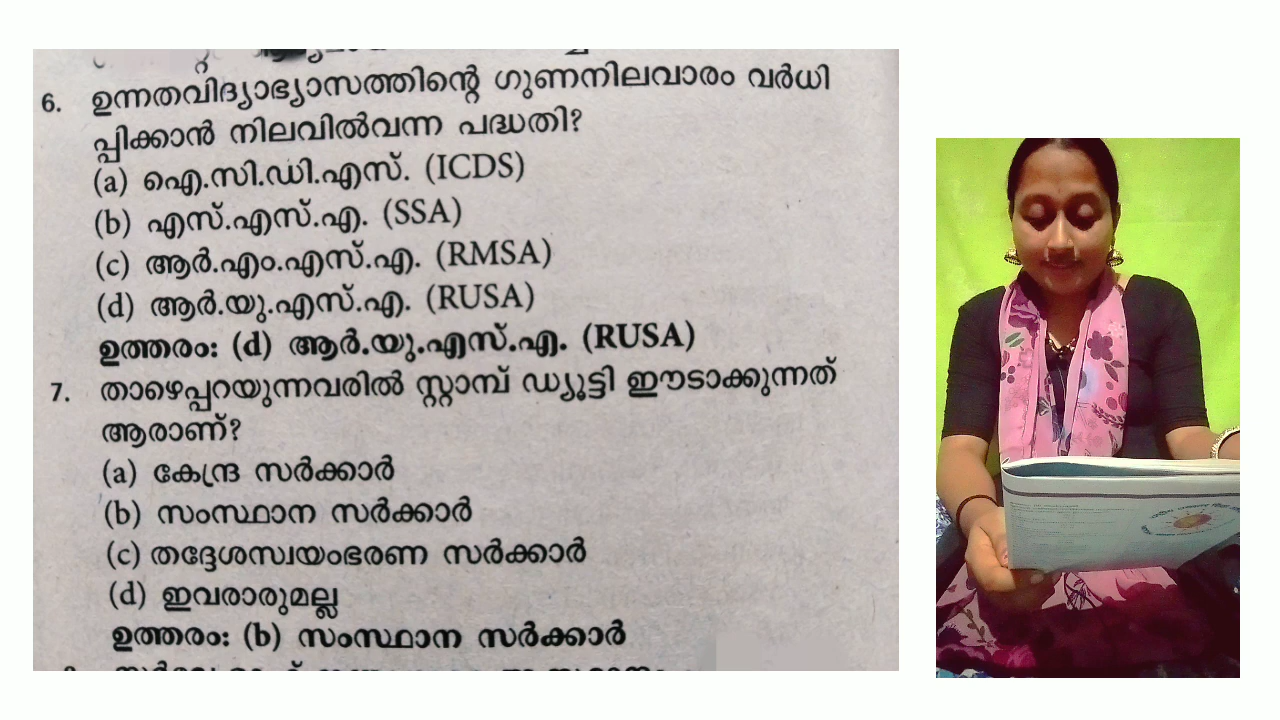 6. ഉന്നതവിദ്യാഭ്യാസത്തിന്റെ ഗുണനിലവാരം വർധി
പ്പിക്കാൻ നിലവിൽവന്ന പദ്ധതി?
(a) ഐ.സി.ഡി.എസ്. (ICDS)
(b) എസ്.എസ്.എ. (SSA)
(c) ആർ.എം.എസ്.എ. (RMSA)
(d) ആർ.യു.എസ്.എ. (RUSA)
ഉത്തരം: (d) ആർ.യു.എസ്.എ. (RUSA)
7. താഴെപ്പറയുന്നവരിൽ സ്റ്റാമ്പ് ഡ്യൂട്ടി ഈടാക്കുന്നത്
ആരാണ്?
(a) കേന്ദ്ര സർക്കാർ
(b) സംസ്ഥാന സർക്കാർ
(c) തദ്ദേശസ്വയംഭരണ സർക്കാർ
(d) ഇവരാരുമല്ല
ഉത്തരം: (b) സംസ്ഥാന സർക്കാർ